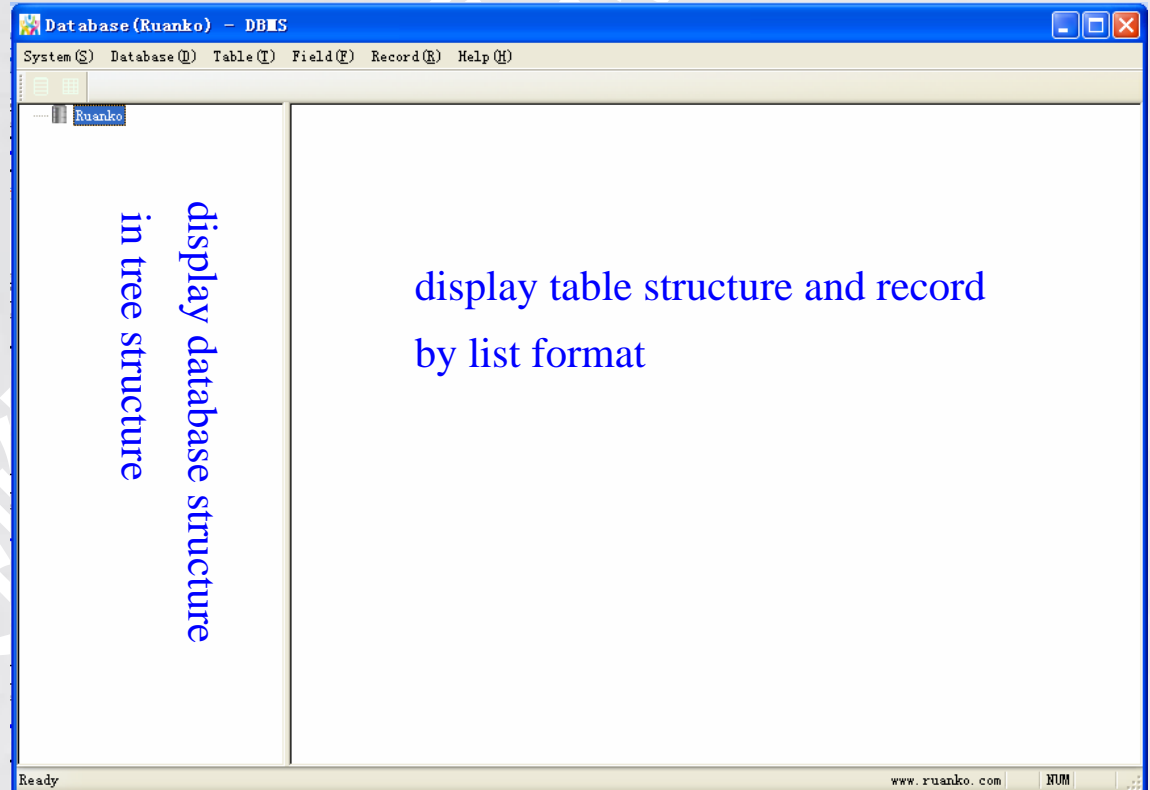 Database(Ruanko) - DBMS
System(S) Database(D) Table(T) Field(F) Record(R) Help(H)
Ruanko
display database structure
in tree structure
display table structure and record
by list format
Ready
www.ruanko.com
NUM